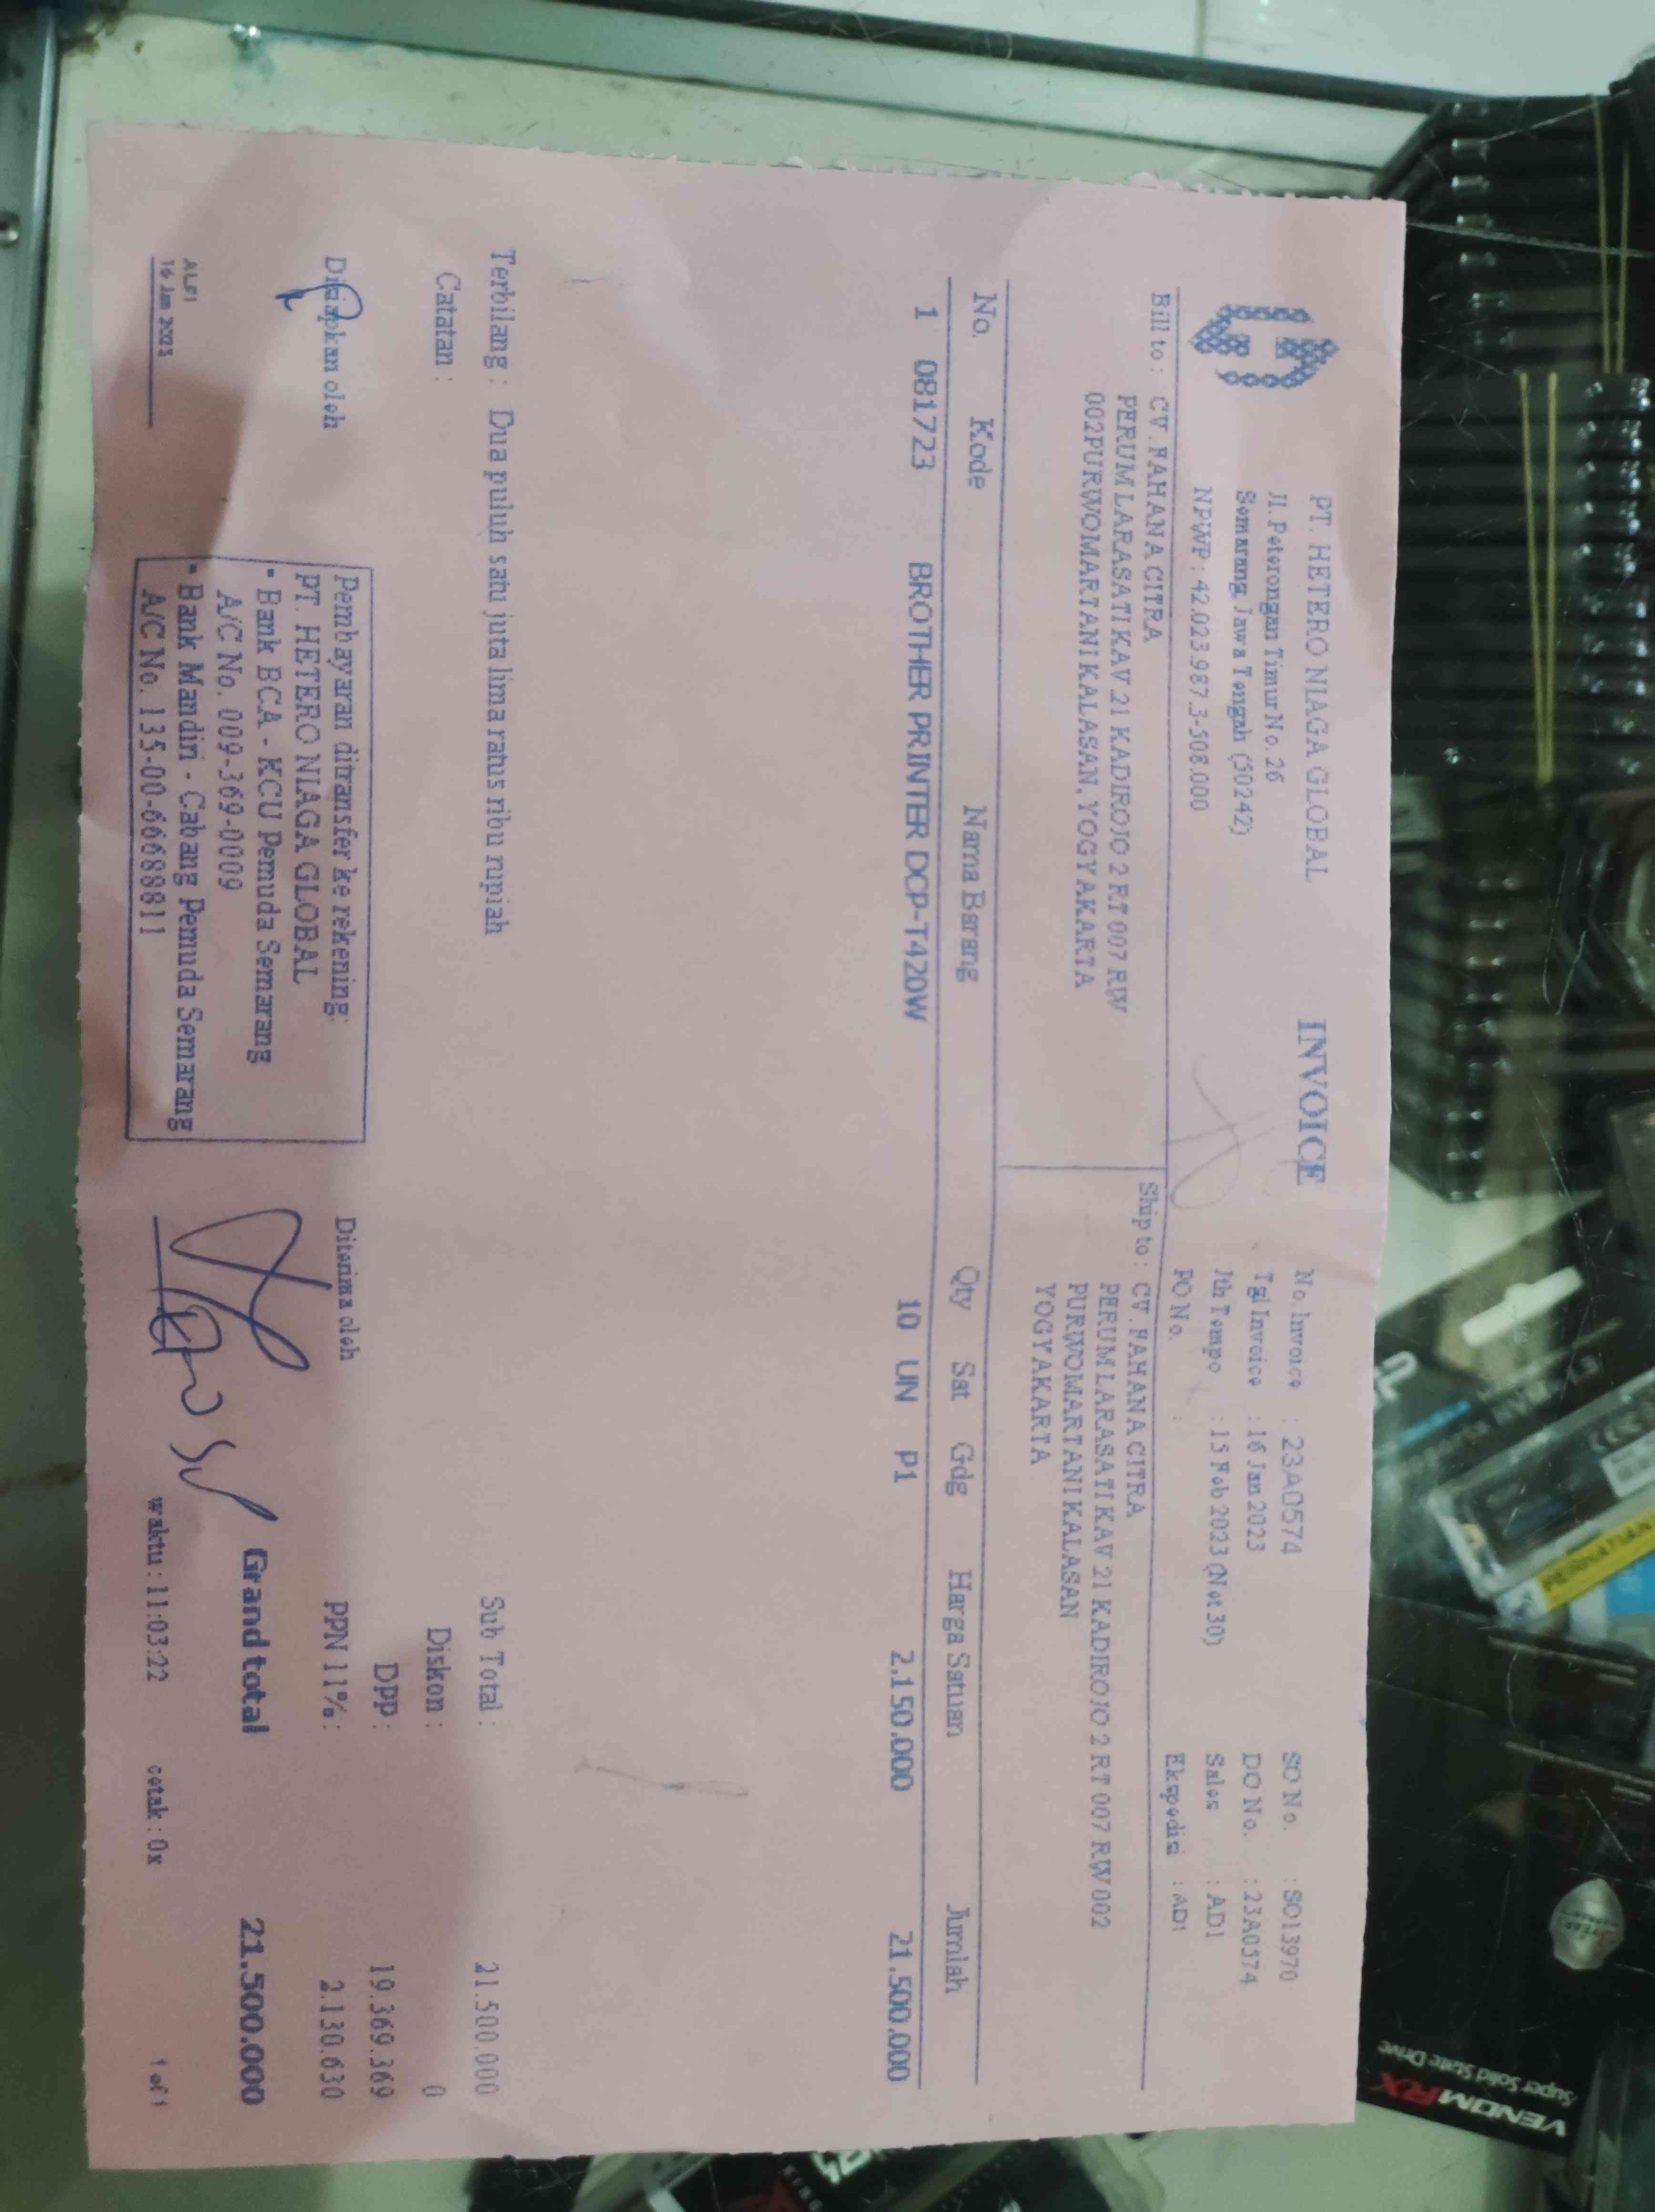 PT. HETERO NIAGA GLOBAL
Jl. Peterongan Timur No. 26
Semarang Jawa Tengah (50242)
NPWP : 42.023.987.3-508.000
INVOICE
No. Invoice : 23A0574
Tgl Invoice : 16 Jan 2023
Jth Tempo : 15 Feb 2023 (Net 30)
PO No. :
SO No. : SO13970
DO No. : 23A0574
Sales : ADI
Ekspedisi : ADI
Bill to : CV. FAHANA CITRA
PERUM LARASATI KAV 21 KADIROJO 2 RT 007 RW
002PURWOMARTANI KALASAN, YOGYAKARTA
Ship to : CV. FAHANA CITRA
PERUM LARASATI KAV 21 KADIROJO 2 RT 007 RW 002
PURWOMARTANI KALASAN
YOGYAKARTA
No. Kode Nama Barang Qty Sat Gdg Harga Satuan Jumlah
1 081723 BROTHER PRINTER DCP-T420W 10 UN P1 2.150.000 21.500.000
Terbilang : Dua puluh satu juta lima ratus ribu rupiah
Catatan :
Sub Total : 21.500.000
Diskon : 0
DPP : 19.369.369
PPN 11% : 2.130.630
Grand total 21.500.000
Disiapkan oleh
ALFI
16 Jan 2023
Pembayaran ditransfer ke rekening:
PT. HETERO NIAGA GLOBAL
- Bank BCA - KCU Pemuda Semarang
A/C No. 009-369-0009
- Bank Mandiri - Cabang Pemuda Semarang
A/C No. 135-00-6668811
Diterima oleh
waktu : 11:03:22 cetak : 0x 1 of 1
VENOMRX
Super Solid State Drive